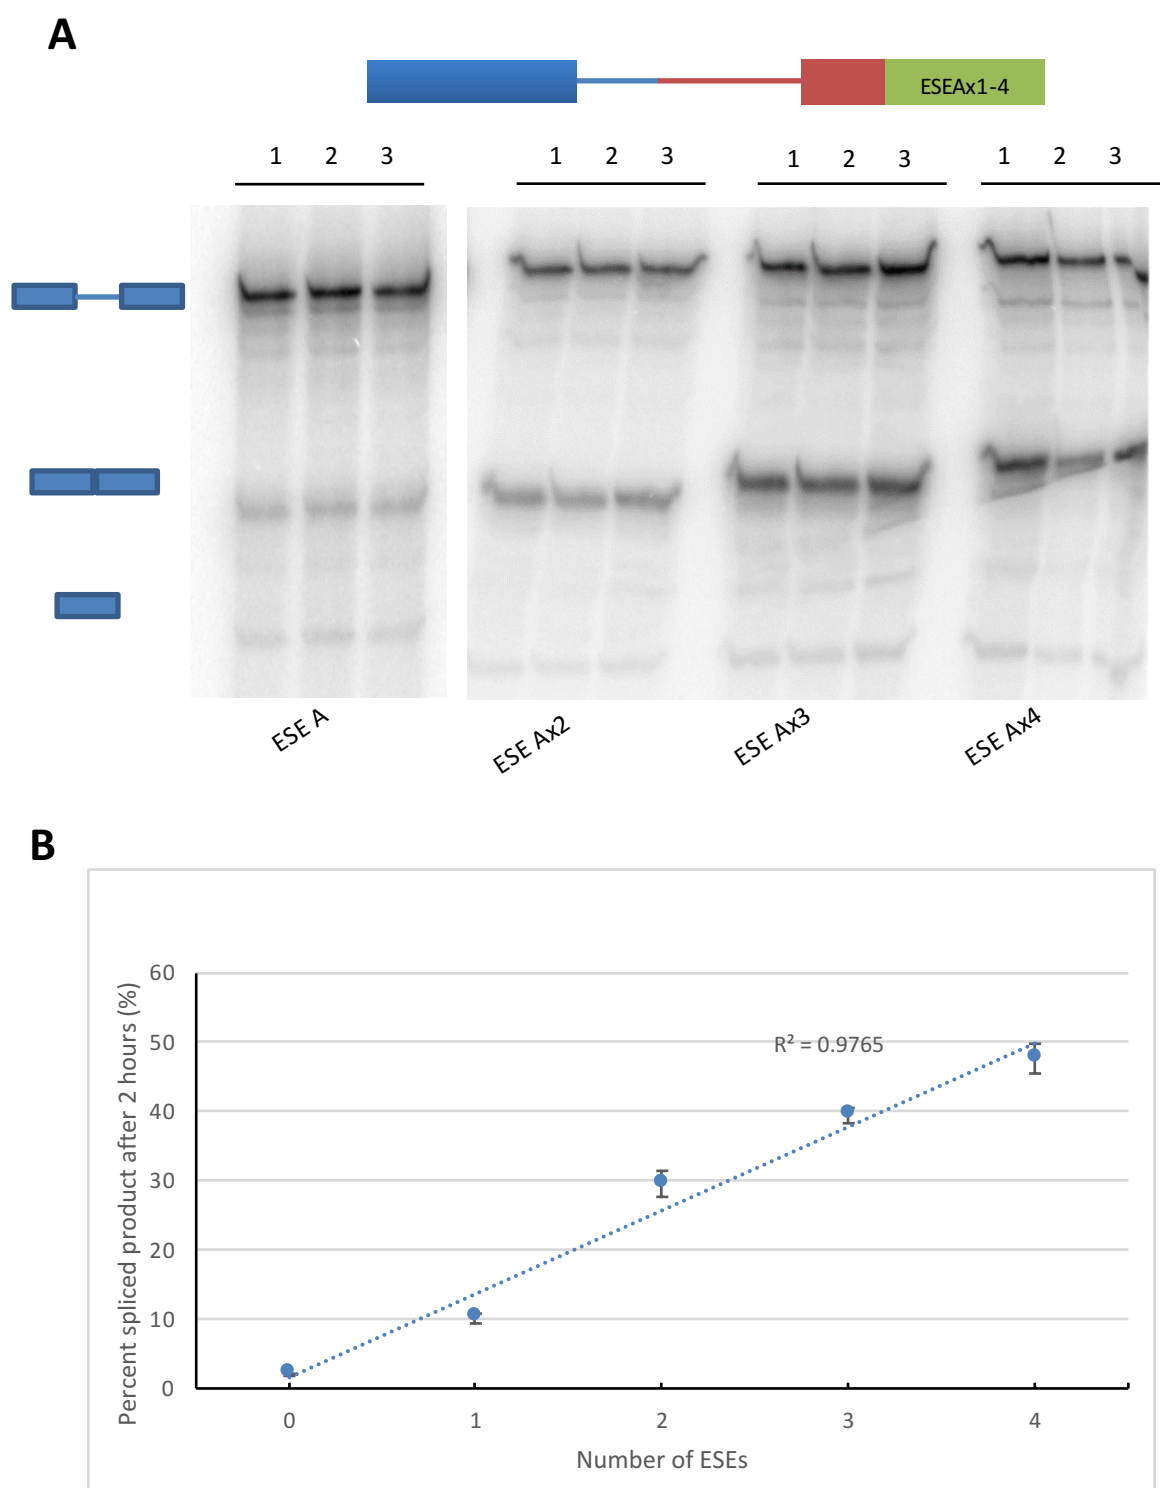 A
ESEAx1-4
1 2 3 1 2 3 1 2 3 1 2 3
ESE A
ESE Ax2
ESE Ax3
ESE Ax4
B
Percent spliced product after 2 hours (%)
60
50
40
30
20
10
0
R² = 0.9765
0 1 2 3 4
Number of ESEs